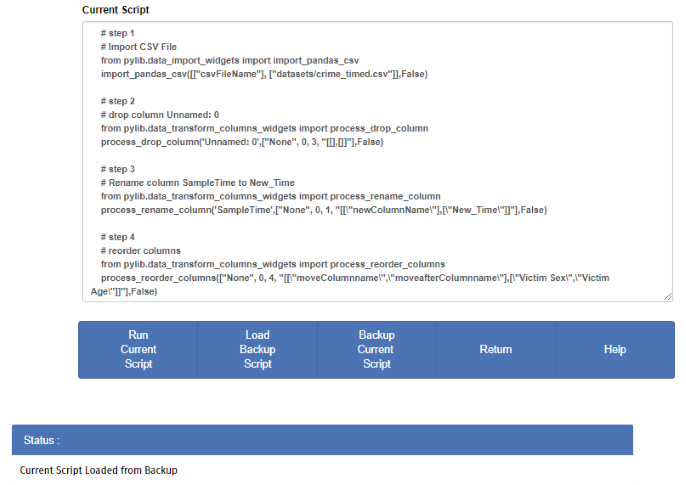 Current Script
# step 1
# Import CSV File
from pylib.data_import_widgets import import_pandas_csv
import_pandas_csv([["csvFileName"], ["datasets/crime_timed.csv"]],False)
# step 2
# drop column Unnamed: 0
from pylib.data_transform_columns_widgets import process_drop_column
process_drop_column('Unnamed: 0',["None", 0, 3, "[[],[]]"],False)
# step 3
# Rename column SampleTime to New_Time
from pylib.data_transform_columns_widgets import process_rename_column
process_rename_column('SampleTime',["None", 0, 1, "[[\"newColumnName\"],[\"New_Time\"]]"],False)
# step 4
# reorder columns
from pylib.data_transform_columns_widgets import process_reorder_columns
process_reorder_columns(["None", 0, 4, "[[\"moveColumnname\",\"moveafterColumnname\"],[\"Victim Sex\",\"Victim
Age\"]]"],False)
Run
Current
Script
Load
Backup
Script
Backup
Current
Script
Return
Help
Status :
Current Script Loaded from Backup